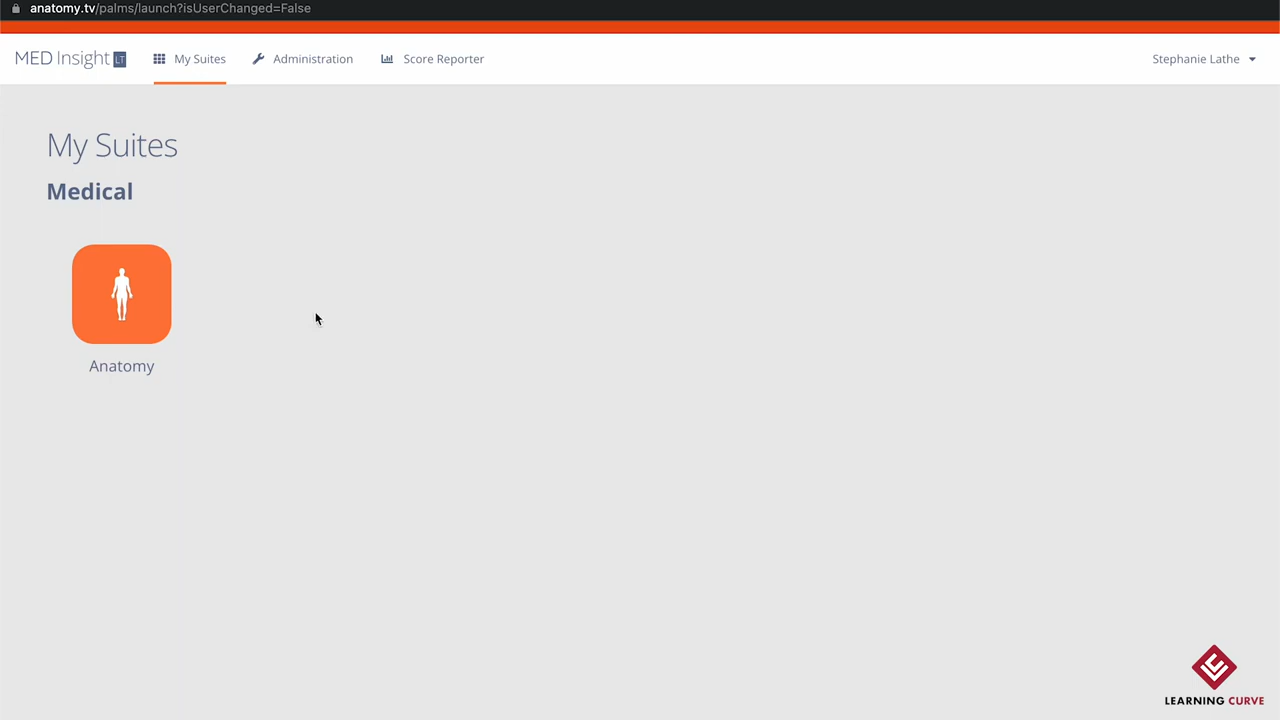 anatomy.tv/palms/launch?isUserChanged=False
MED Insight LT
My Suites
Administration
Score Reporter
Stephanie Lathe
My Suites
Medical
Anatomy
LEARNING CURVE